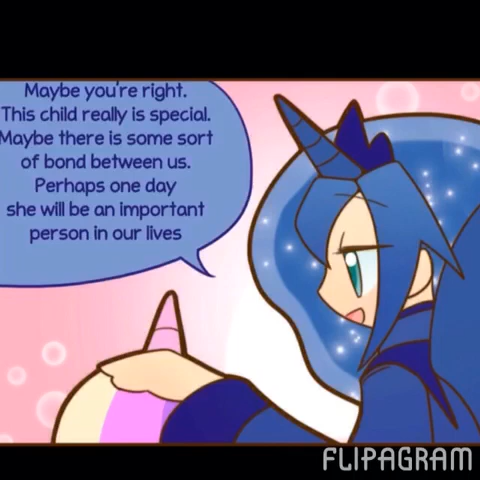 Maybe you're right.
This child really is special.
Maybe there is some sort
of bond between us.
Perhaps one day
she will be an important
person in our lives
FLIPAGRAM